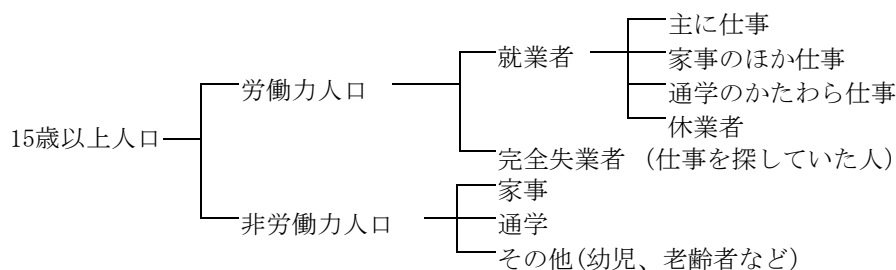 主に仕事
就業者
家事のほか仕事
労働力人口
通学のかたわら仕事
休業者
15歳以上人口
完全失業者 (仕事を探していた人)
家事
非労働力人口
通学
その他(幼児、老齢者など)